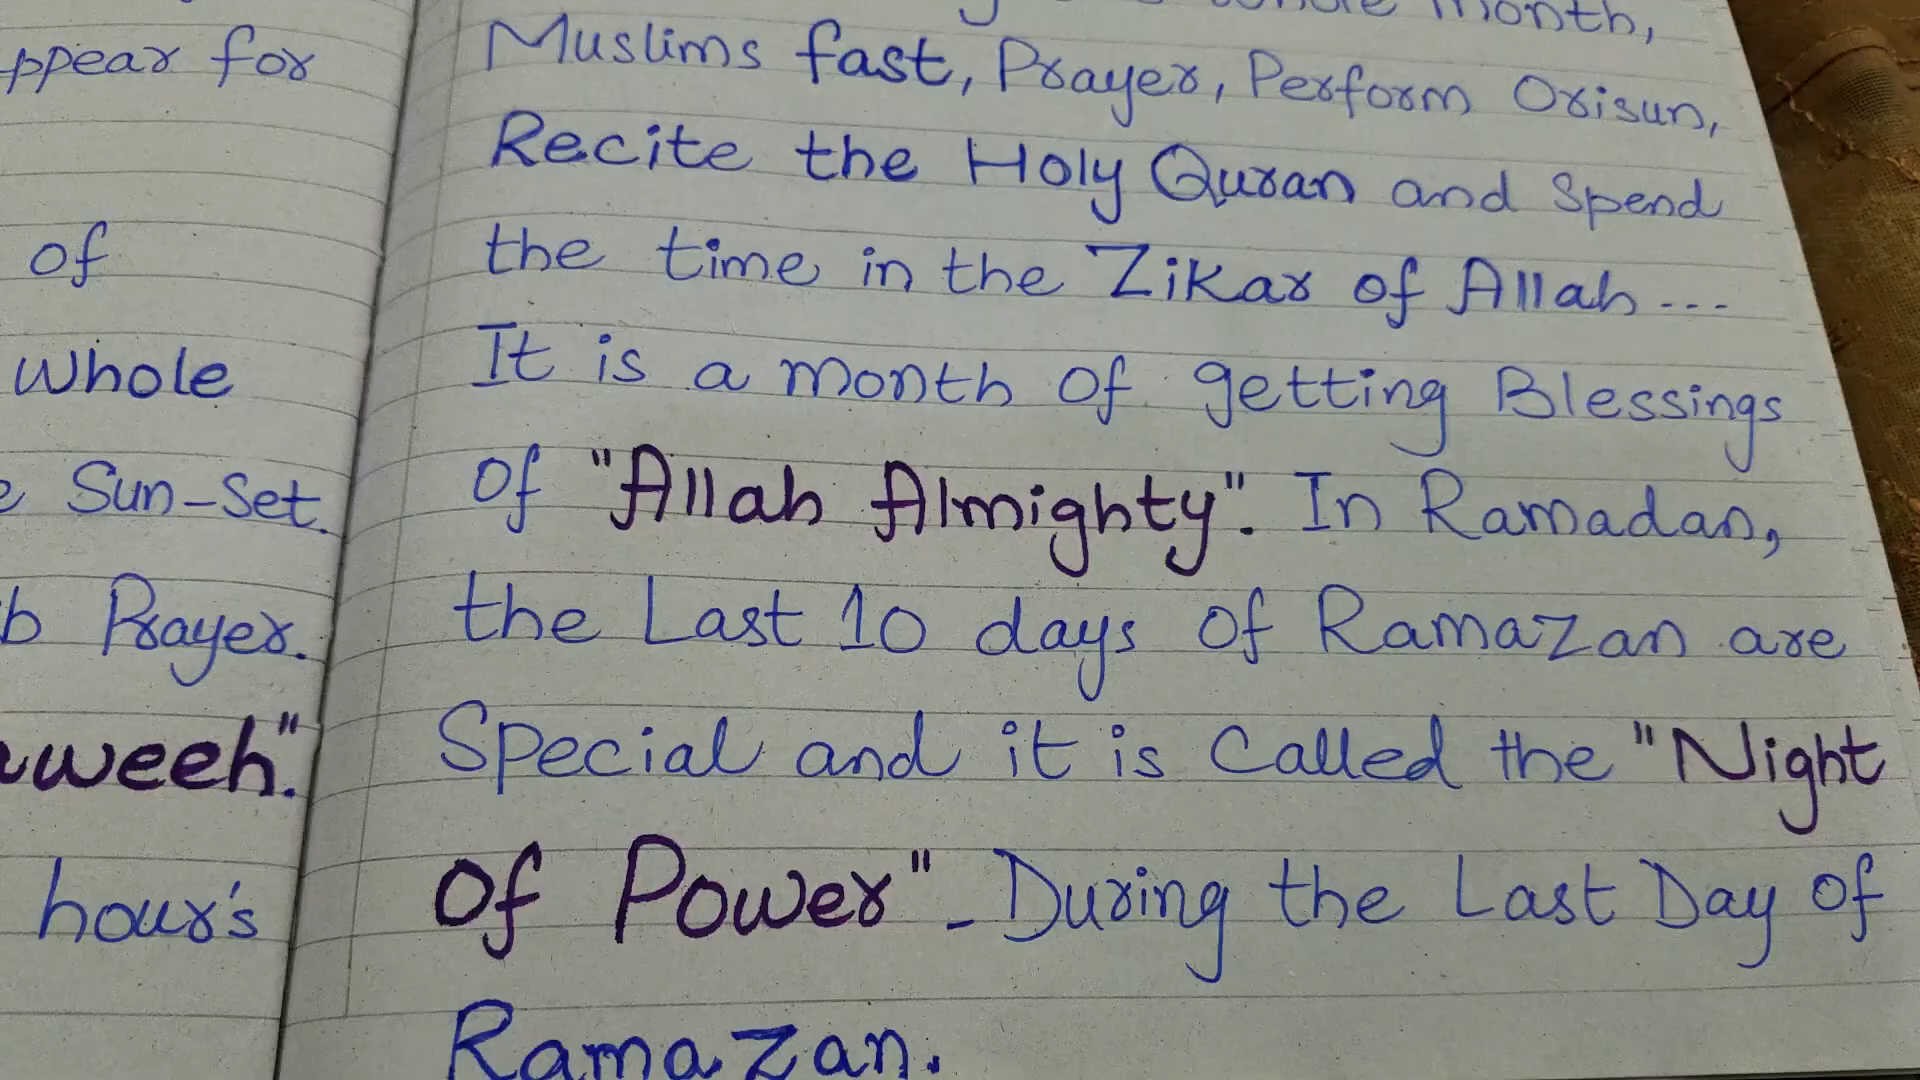 ppear for
of
Whole
Sun-Set.
b Prayer.
weeh".
hour's
month,
Muslims fast, Prayer, Perform Orisun,
Recite the Holy Quran and Spend
the time in the Zikar of Allah ...
It is a month of getting Blessings
of "Allah Almighty". In Ramadan,
the Last 10 days of Ramazan are
Special and it is Called the "Night
of Power". During the Last Day of
Ramazan.